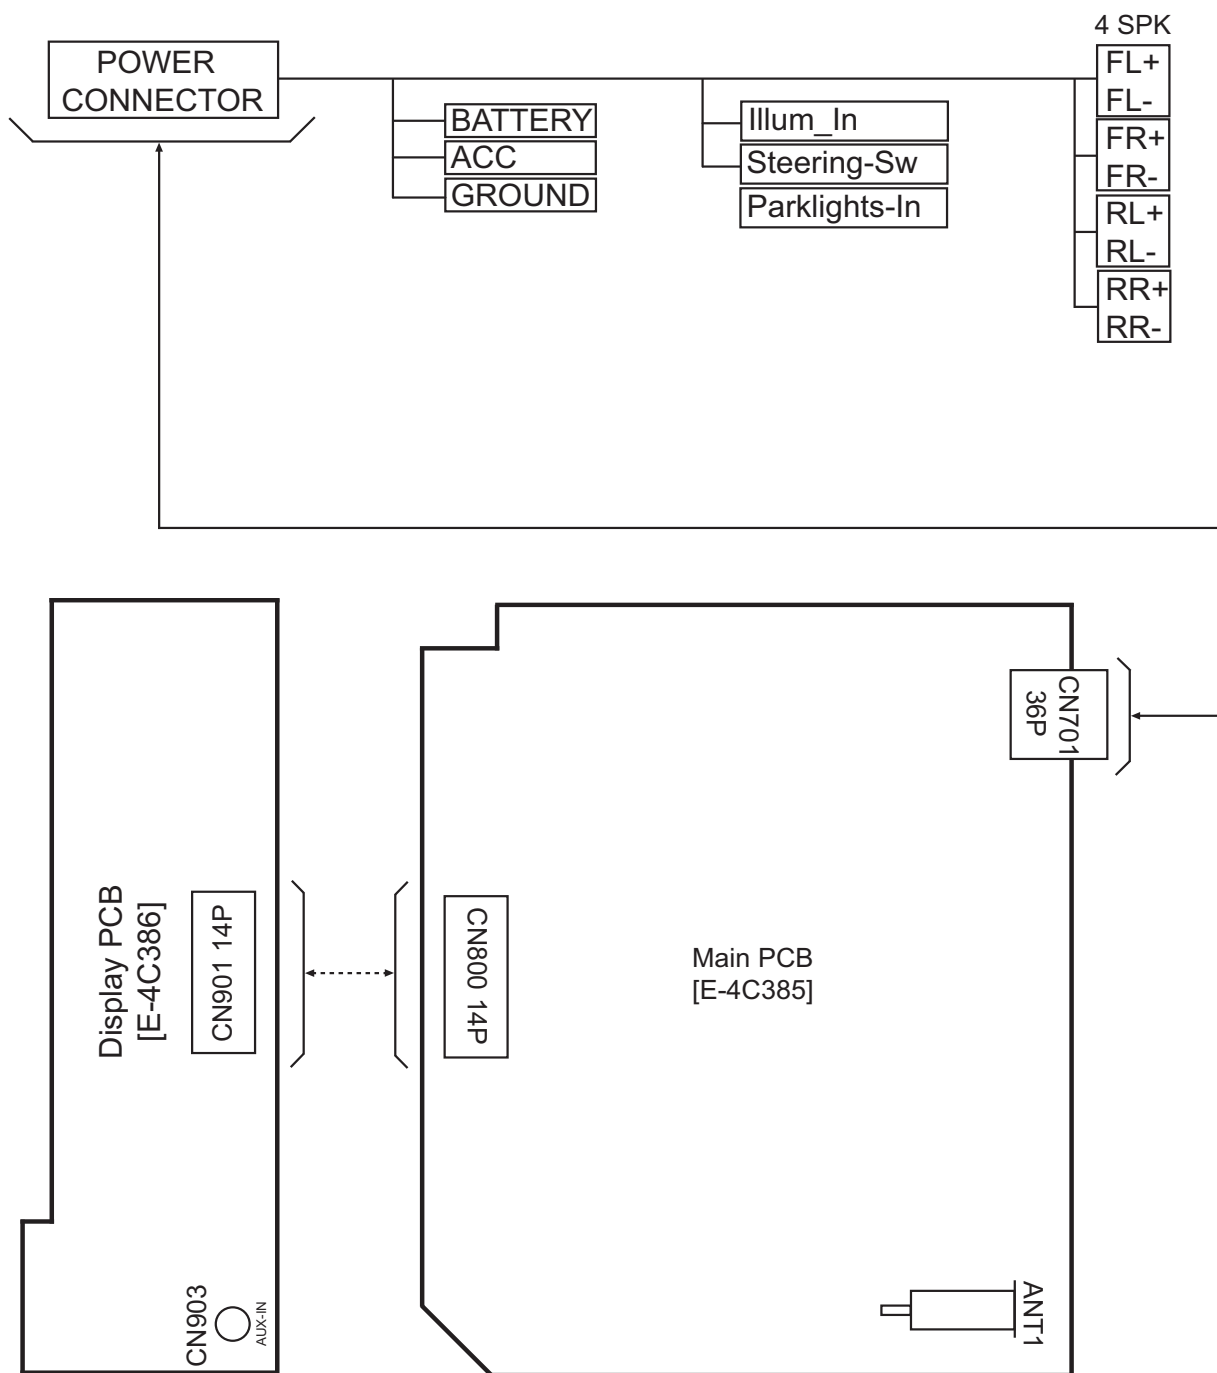 4 SPK
POWER
CONNECTOR
BATTERY
ACC
GROUND
Illum_In
Steering-Sw
Parklights-In
FL+
FL-
FR+
FR-
RL+
RL-
RR+
RR-
Display PCB
[E-4C386]
CN901 14P
CN903
AUX-IN
CN800 14P
Main PCB
[E-4C385]
CN701
36P
ANT1